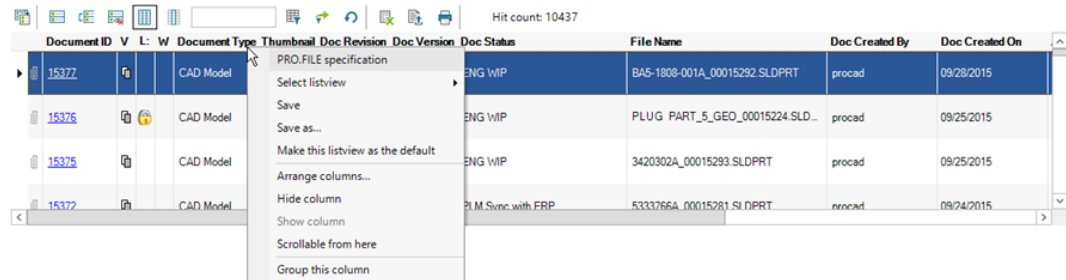 Hit count: 10437
Document ID V L: W Document Type Thumbnail Doc Revision Doc Version Doc Status File Name Doc Created By Doc Created On
15377 CAD Model ENG WIP BA5-1808-001A_00015292.SLDPRT procad 09/28/2015
PRO.FILE specification
Select listview
Save
Save as...
Make this listview as the default
Arrange columns...
Hide column
Show column
Scrollable from here
Group this column
15376 CAD Model ENG WIP PLUG PART_5_GEO_00015224.SLD... procad 09/25/2015
15375 CAD Model ENG WIP 3420302A_00015293.SLDPRT procad 09/25/2015
15372 CAD Model PLM Sync with ERP 5333766A_00015281.SLDPRT procad 09/24/2015